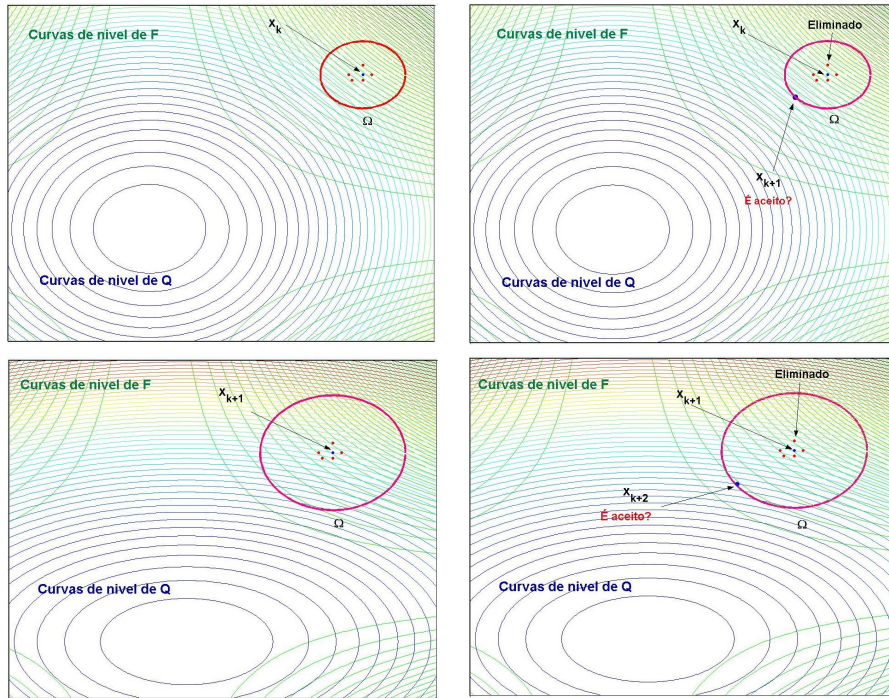 Curvas de nivel de F
X_k
Ω
Curvas de nivel de Q
Curvas de nivel de F
X_k
Eliminado
Ω
X_k+1
É aceito?
Curvas de nivel de Q
Curvas de nivel de F
X_k+1
Ω
Curvas de nivel de Q
Curvas de nivel de F
Eliminado
X_k+1
X_k+2
É aceito?
Ω
Curvas de nivel de Q